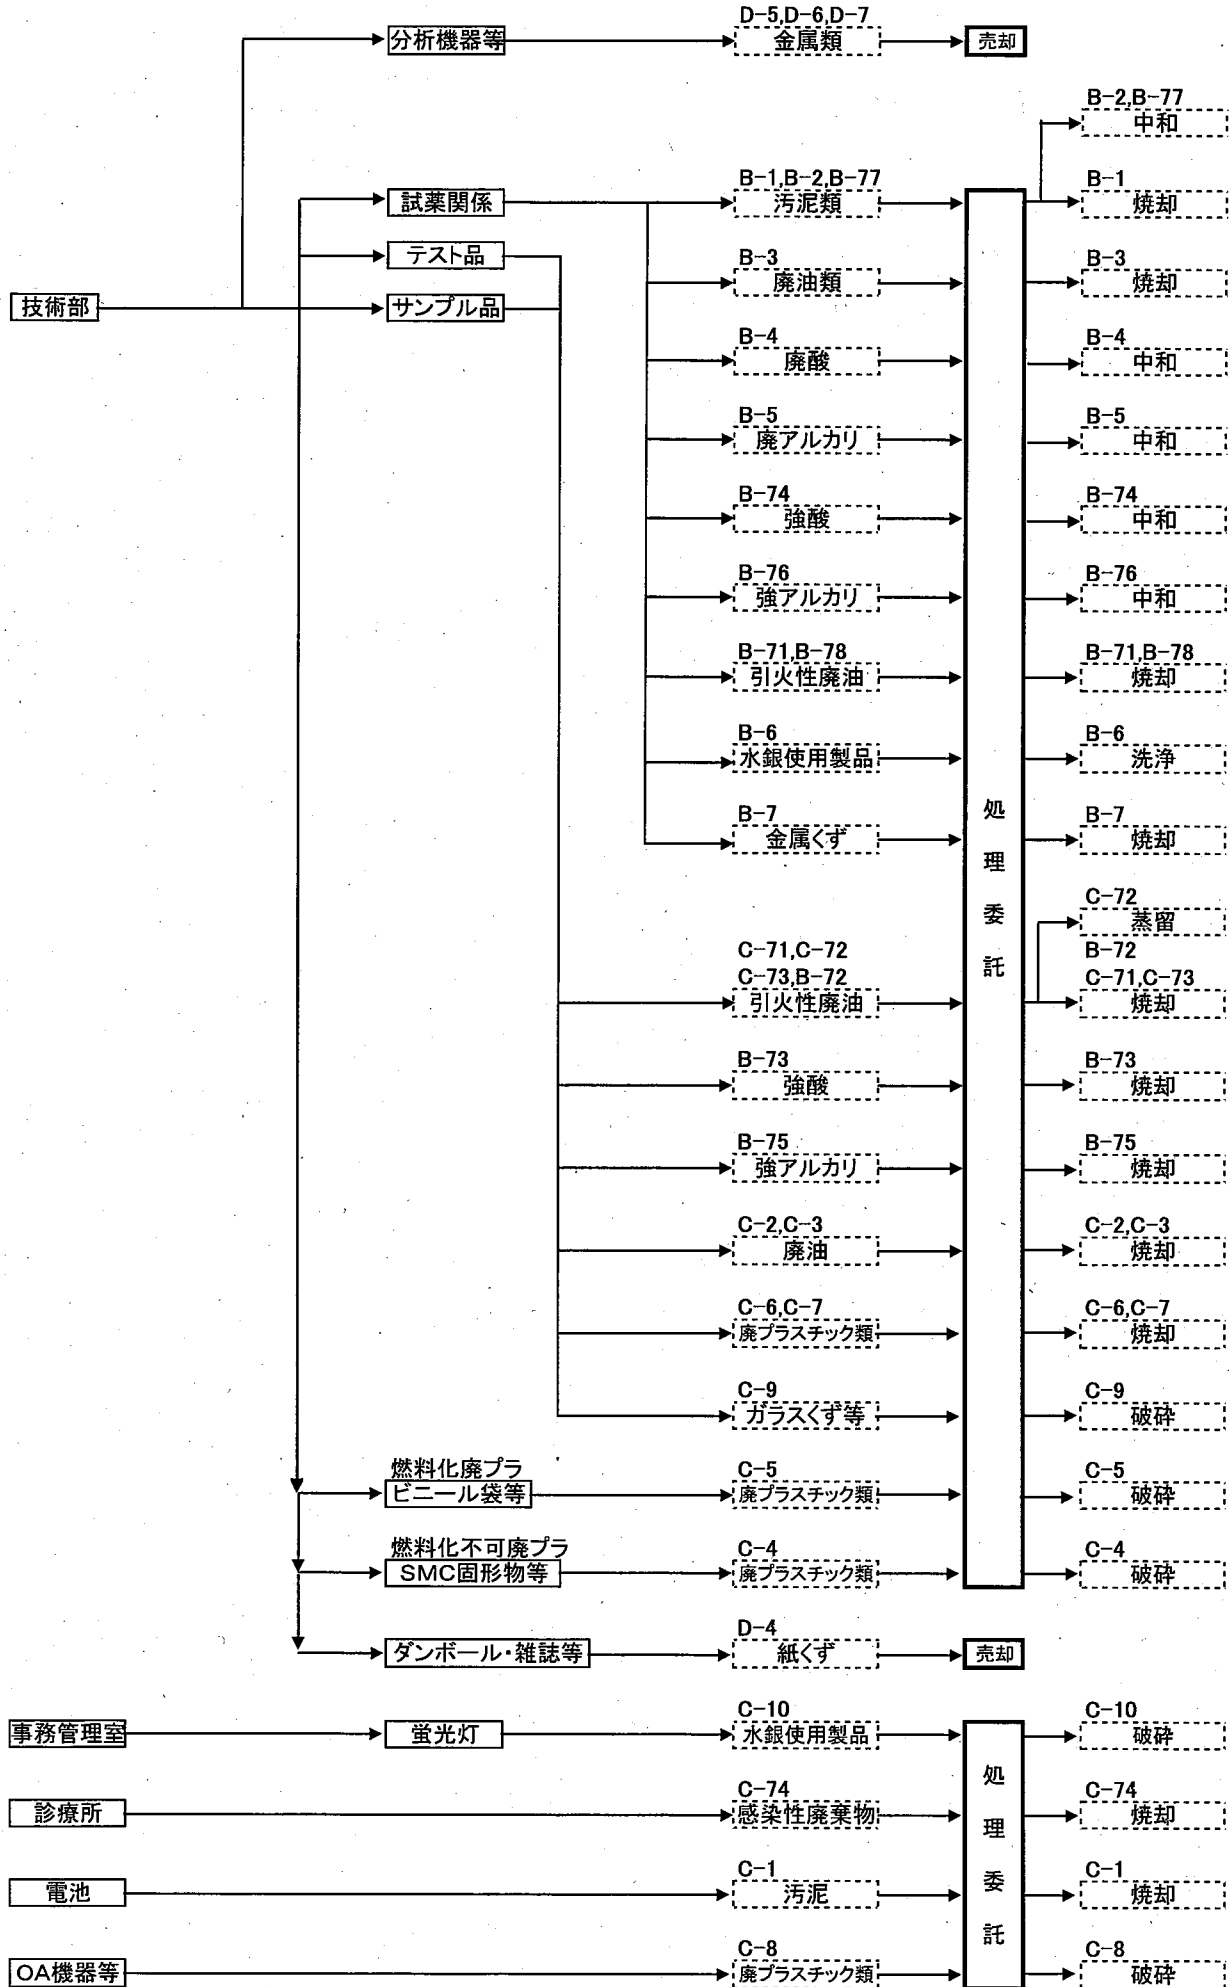 D-5,D-6,D-7
分析機器等
金属類
売却
B-2,B-77
中和
B-1,B-2,B-77
B-1
試薬関係
汚泥類
焼却
テスト品
B-3
B-3
廃油類
焼却
技術部
サンプル品
B-4
B-4
廃酸
中和
B-5
B-5
廃アルカリ
中和
B-74
B-74
強酸
中和
B-76
B-76
強アルカリ
中和
B-71,B-78
B-71,B-78
引火性廃油
焼却
B-6
B-6
水銀使用製品
洗浄
B-7
B-7
金属くず
焼却
処理委託
C-72
蒸留
C-71,C-72
B-72
C-73,B-72
C-71,C-73
引火性廃油
焼却
B-73
B-73
強酸
焼却
B-75
B-75
強アルカリ
焼却
C-2,C-3
C-2,C-3
廃油
焼却
C-6,C-7
C-6,C-7
廃プラスチック類
焼却
C-9
C-9
ガラスくず等
破砕
燃料化廃プラ
C-5
C-5
ビニール袋等
廃プラスチック類
破砕
燃料化不可廃プラ
C-4
C-4
SMC固形物等
廃プラスチック類
破砕
D-4
ダンボール・雑誌等
紙くず
売却
C-10
C-10
事務管理室
蛍光灯
水銀使用製品
破砕
処理委託
C-74
C-74
診療所
感染性廃棄物
焼却
C-1
C-1
電池
汚泥
焼却
C-8
C-8
OA機器等
廃プラスチック類
破砕